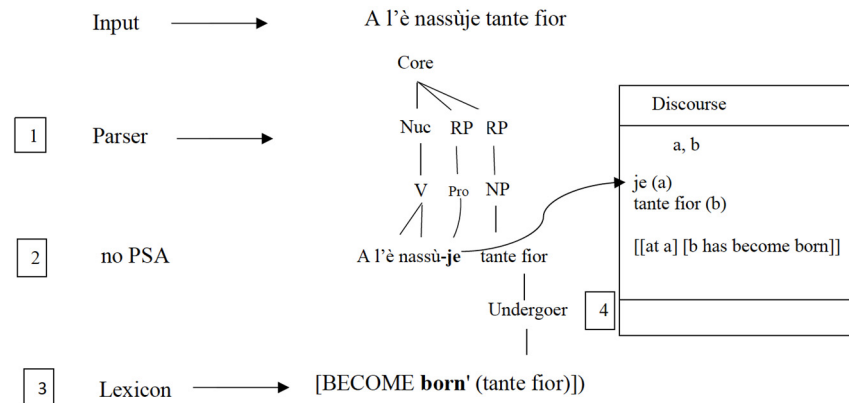 Input A l'è nassùje tante fior
Core
Discourse
1 Parser Nuc RP RP
a, b
V Pro NP
je (a)
tante fior (b)
[[at a] [b has become born]]
2 no PSA A l'è nassù-je tante fior
Undergoer 4
3 Lexicon [BECOME born' (tante fior)])